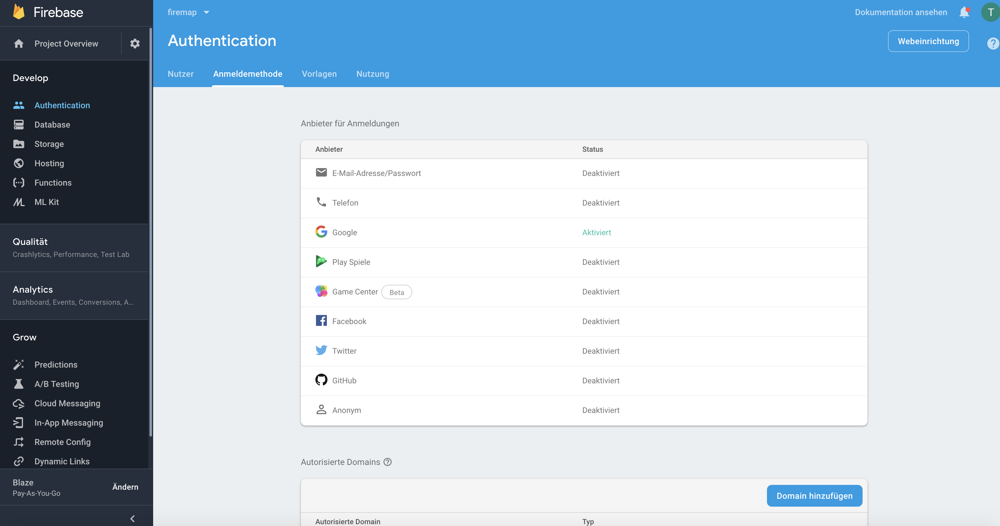 Firebase
Project Overview
Develop
Authentication
Database
Storage
Hosting
Functions
ML Kit
Qualität
Crashlytics, Performance, Test Lab
Analytics
Dashboard, Events, Conversions, A...
Grow
Predictions
A/B Testing
Cloud Messaging
In-App Messaging
Remote Config
Dynamic Links
Blaze
Pay-As-You-Go
Ändern
firemap
Dokumentation ansehen
T
Authentication
Webeinrichtung
?
Nutzer Anmeldemethode Vorlagen Nutzung
Anbieter für Anmeldungen
Anbieter Status
E-Mail-Adresse/Passwort Deaktiviert
Telefon Deaktiviert
Google Aktiviert
Play Spiele Deaktiviert
Game Center Beta Deaktiviert
Facebook Deaktiviert
Twitter Deaktiviert
GitHub Deaktiviert
Anonym Deaktiviert
Autorisierte Domains ?
Domain hinzufügen
Autorisierte Domain Typ